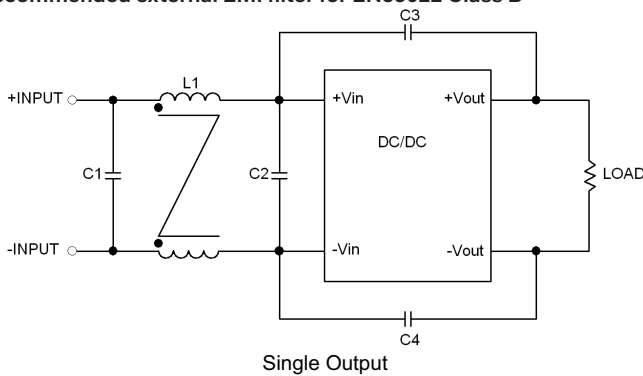 external EMI filter for EN55022 Class B
C3
L1
+INPUT
+Vin
+Vout
DC/DC
C1
C2
LOAD
-INPUT
-Vin
-Vout
C4
Single Output